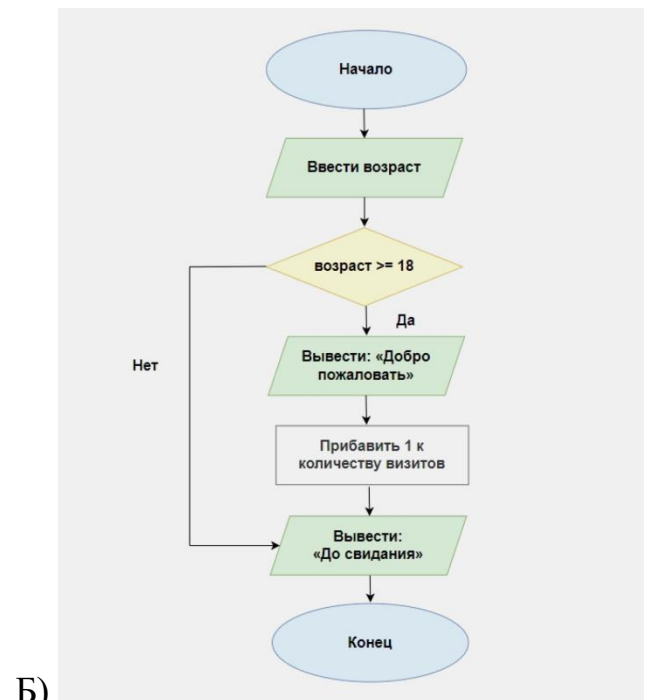 Начало
Ввести возраст
возраст >= 18
Да
Нет
Вывести: «Добро
пожаловать»
Прибавить 1 к
количеству визитов
Вывести:
«До свидания»
Конец
Б)